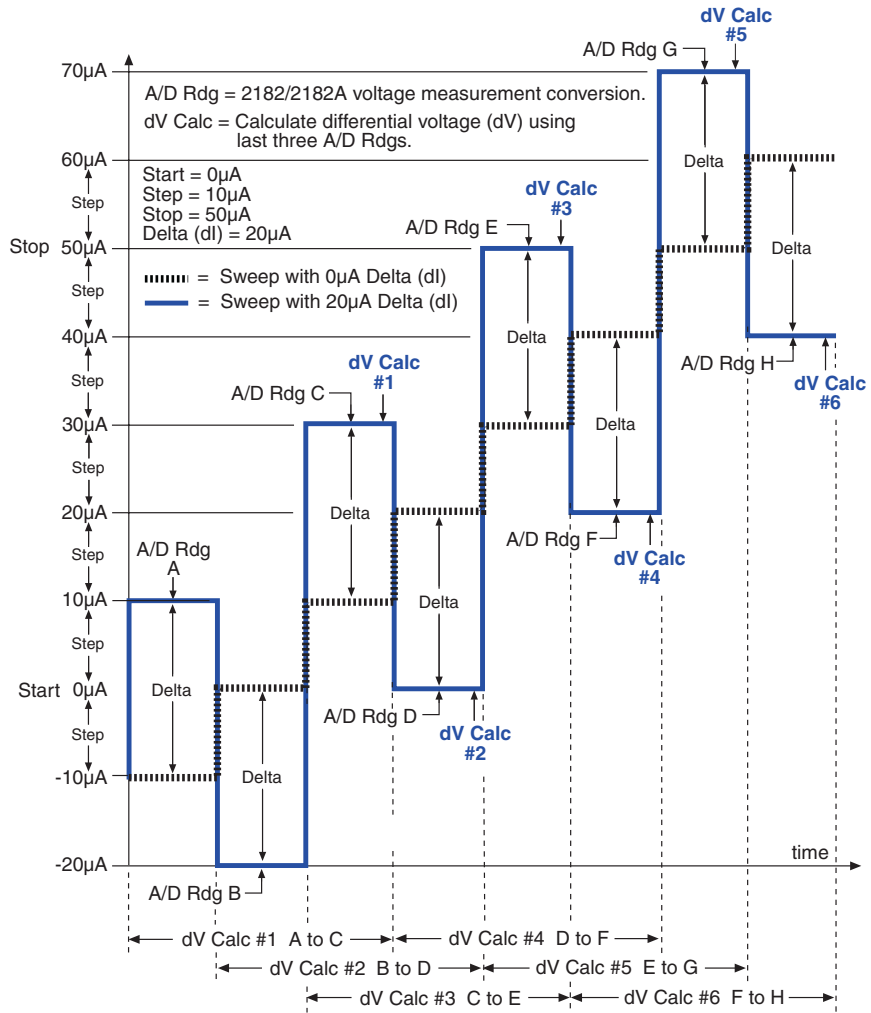 dV Calc
#5
A/D Rdg G
70µA
A/D Rdg = 2182/2182A voltage measurement conversion.
dV Calc = Calculate differential voltage (dV) using
last three A/D Rdgs.
60µA
Delta
Start = 0µA
Step = 10µA
Stop = 50µA
Delta (dI) = 20µA
Step
dV Calc
#3
A/D Rdg E
Stop 50µA
Delta
= Sweep with 0µA Delta (dI)
= Sweep with 20µA Delta (dI)
Step
40µA
Delta
A/D Rdg H
dV Calc
#6
dV Calc
#1
Step
A/D Rdg C
30µA
Delta
Step
Delta
20µA
A/D Rdg F
dV Calc
#4
Step
A/D Rdg
A
10µA
Delta
Delta
Step
Start 0µA
Delta
A/D Rdg D
dV Calc
#2
Step
-10µA
Delta
time
-20µA
A/D Rdg B
dV Calc #1 A to C
dV Calc #4 D to F
dV Calc #2 B to D
dV Calc #5 E to G
dV Calc #3 C to E
dV Calc #6 F to H